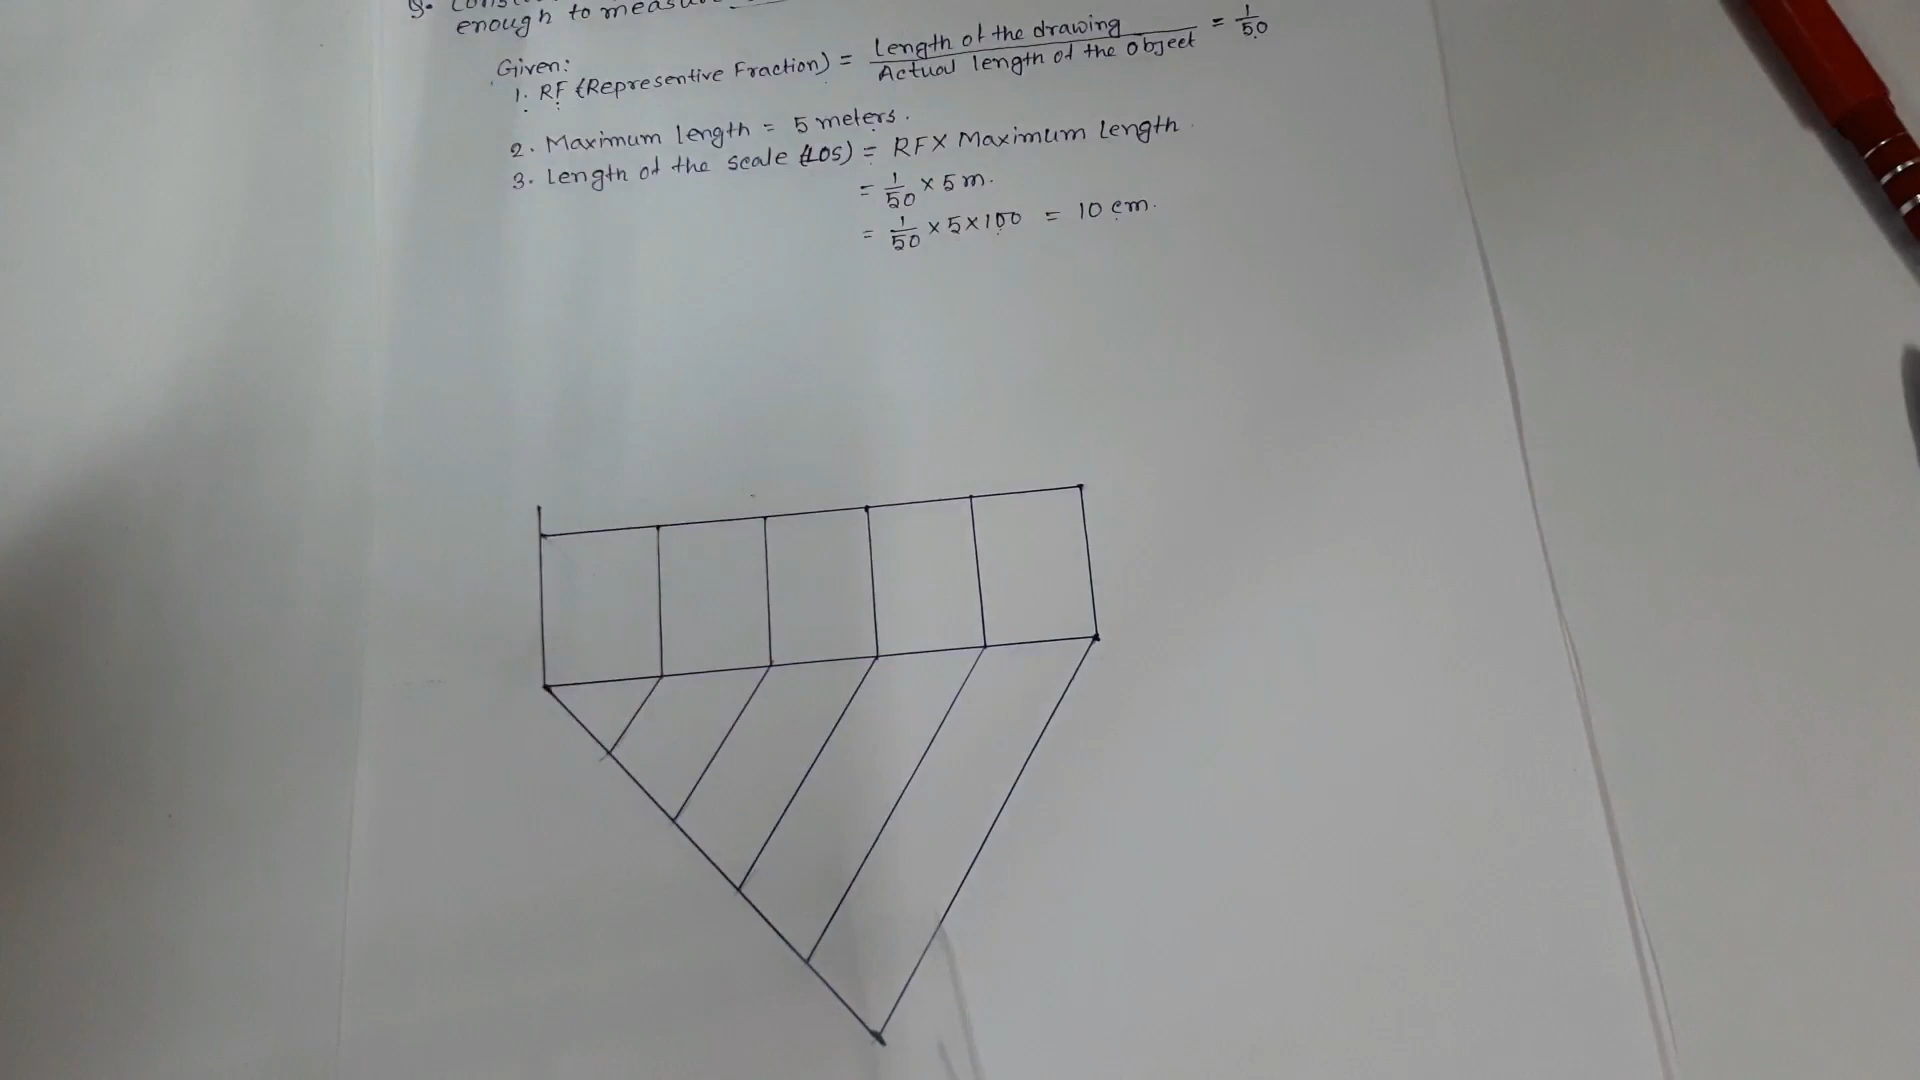 enough to measure
Given:
1. RF (Representive Fraction) = Length of the drawing / Actual length of the object = 1/50
2. Maximum length = 5 meters.
3. Length of the scale (LOS) = RF X Maximum Length
= 1/50 x 5 m.
= 1/50 x 5 x 100 = 10 cm.